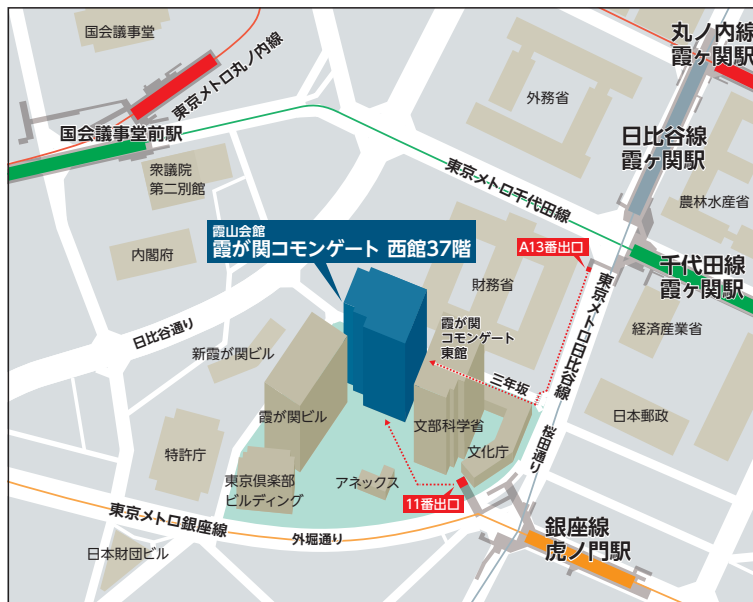 国会議事堂
東京メトロ丸ノ内線
丸ノ内線
霞ヶ関駅
外務省
国会議事堂前駅
日比谷線
霞ヶ関駅
衆議院
第二別館
東京メトロ千代田線
農林水産省
霞山会館
霞が関コモンゲート 西館37階
内閣府
A13番出口
千代田線
霞ヶ関駅
財務省
東京メトロ日比谷線
日比谷通り
霞が関
コモンゲート
東館
経済産業省
新霞が関ビル
三年坂
霞が関ビル
文部科学省
日本郵政
桜田通り
特許庁
文化庁
東京倶楽部
ビルディング
アネックス
11番出口
東京メトロ銀座線
外堀通り
銀座線
虎ノ門駅
日本財団ビル